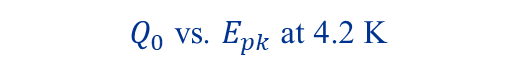 Q₀ vs. Eₚₖ at 4.2 K